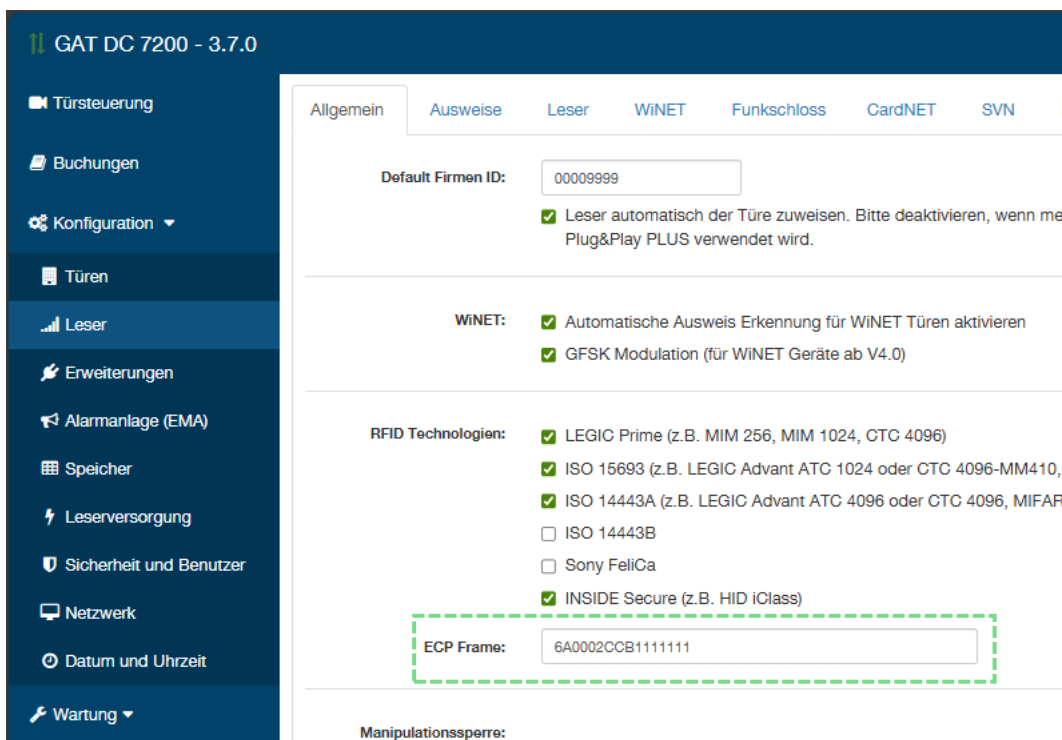 GAT DC 7200 - 3.7.0
Türsteuerung
Buchungen
Konfiguration
Türen
Leser
Erweiterungen
Alarmanlage (EMA)
Speicher
Leserversorgung
Sicherheit und Benutzer
Netzwerk
Datum und Uhrzeit
Wartung
Allgemein Ausweise Leser WiNET Funkschloss CardNET SVN
Default Firmen ID: 00009999
Leser automatisch der Türe zuweisen. Bitte deaktivieren, wenn me
Plug&Play PLUS verwendet wird.
WiNET: Automatische Ausweis Erkennung für WiNET Türen aktivieren
GFSK Modulation (für WiNET Geräte ab V4.0)
RFID Technologien: LEGIC Prime (z.B. MIM 256, MIM 1024, CTC 4096)
ISO 15693 (z.B. LEGIC Advant ATC 1024 oder CTC 4096-MM410,
ISO 14443A (z.B. LEGIC Advant ATC 4096 oder CTC 4096, MIFAR
ISO 14443B
Sony FeliCa
INSIDE Secure (z.B. HID iClass)
ECP Frame: 6A0002CCB1111111
Manipulationssperre: